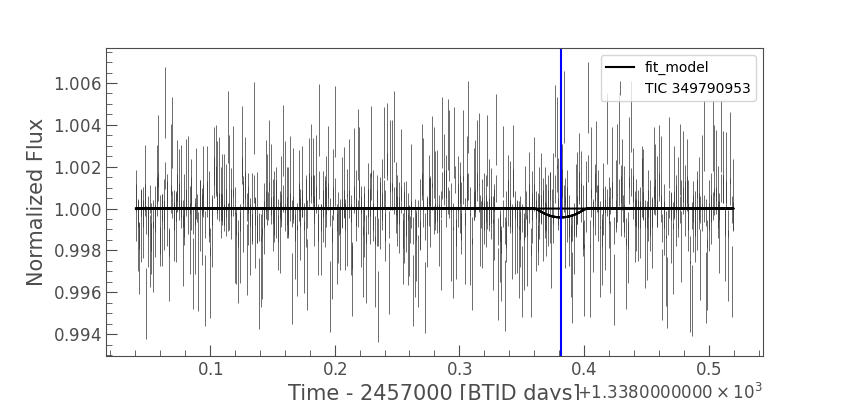 fit_model
TIC 349790953
Normalized Flux
1.006
1.004
1.002
1.000
0.998
0.996
0.994
0.1
0.2
0.3
0.4
0.5
Time - 2457000 [BTJD days]
+1.3380000000 × 10³